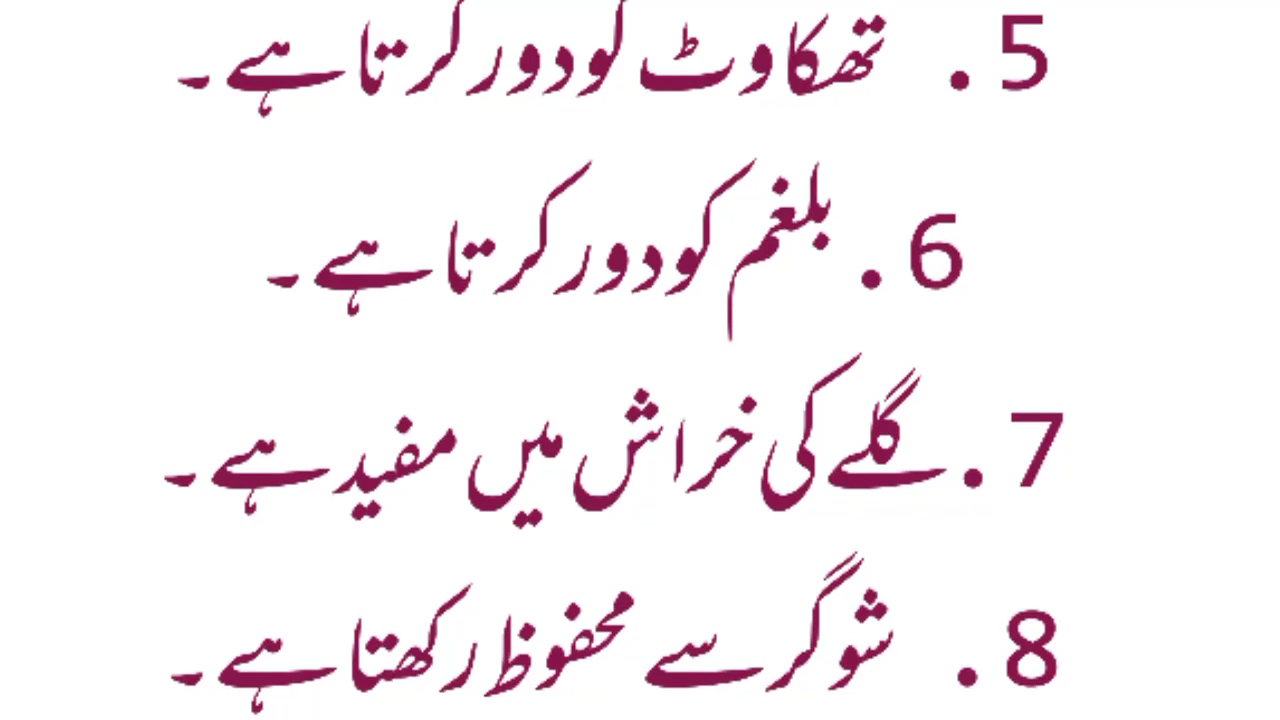 5. تھکاوٹ کو دور کرتا ہے۔
6. بلغم کو دور کرتا ہے۔
7. گلے کی خراش میں مفید ہے۔
8. شوگر سے محفوظ رکھتا ہے۔